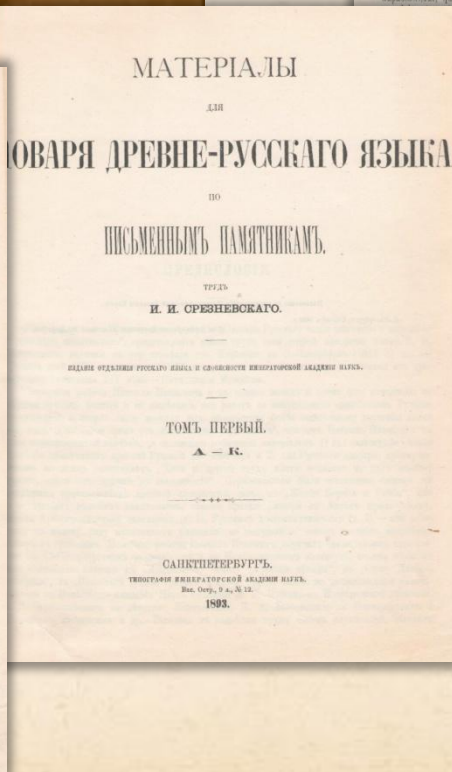 МАТЕРІАЛЫ
ДЛЯ
ЛОВАРЯ ДРЕВНЕ-РУССКАГО ЯЗЫКА
ПО
ПИСЬМЕННЫМЪ ПАМЯТНИКАМЪ.
ТРУДЪ
И. И. СРЕЗНЕВСКАГО.
ИЗДАНІЕ ОТДѢЛЕНІЯ РУССКАГО ЯЗЫКА И СЛОВЕСНОСТИ ИМПЕРАТОРСКОЙ АКАДЕМІИ НАУКЪ.
ТОМЪ ПЕРВЫЙ.
А — К.
САНКТПЕТЕРБУРГЪ.
ТИПОГРАФІЯ ИМПЕРАТОРСКОЙ АКАДЕМІИ НАУКЪ.
Вас. Остр., 9 л., № 12.
1893.